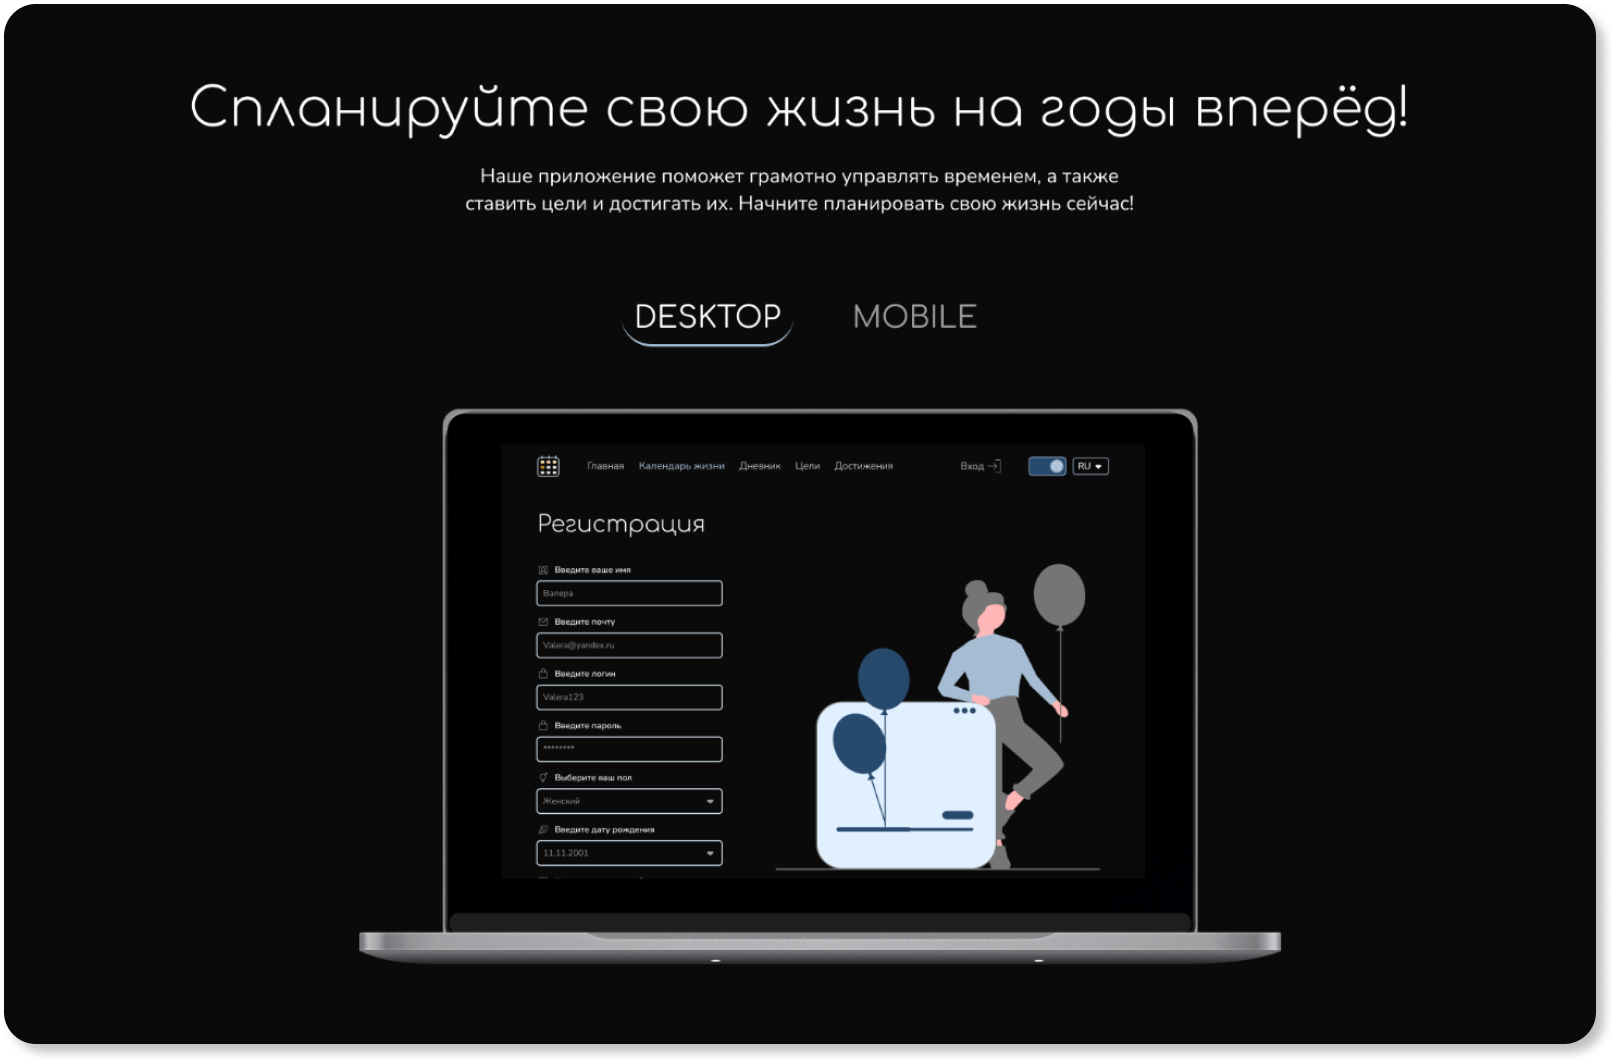 Спланируйте свою жизнь на годы вперёд!
Наше приложение поможет грамотно управлять временем, а также
ставить цели и достигать их. Начните планировать свою жизнь сейчас!
DESKTOP MOBILE
Главная Календарь жизни Дневник Цели Достижения Вход RU
Регистрация
Введите ваше имя
Валера
Введите почту
Valera@yandex.ru
Введите логин
Valera123
Введите пароль
********
Выберите ваш пол
Женский
Введите дату рождения
11.11.2001